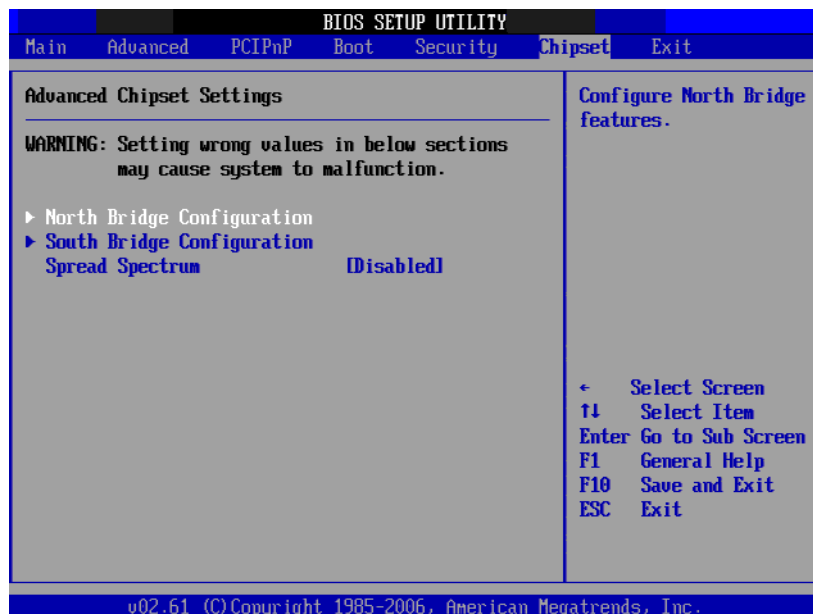 BIOS SETUP UTILITY
Main Advanced PCIPnP Boot Security Chipset Exit
Advanced Chipset Settings
WARNING: Setting wrong values in below sections
may cause system to malfunction.
▶ North Bridge Configuration
▶ South Bridge Configuration
Spread Spectrum [Disabled]
Configure North Bridge
features.
← Select Screen
↑↓ Select Item
Enter Go to Sub Screen
F1 General Help
F10 Save and Exit
ESC Exit
v02.61 (C)Copyright 1985-2006, American Megatrends, Inc.